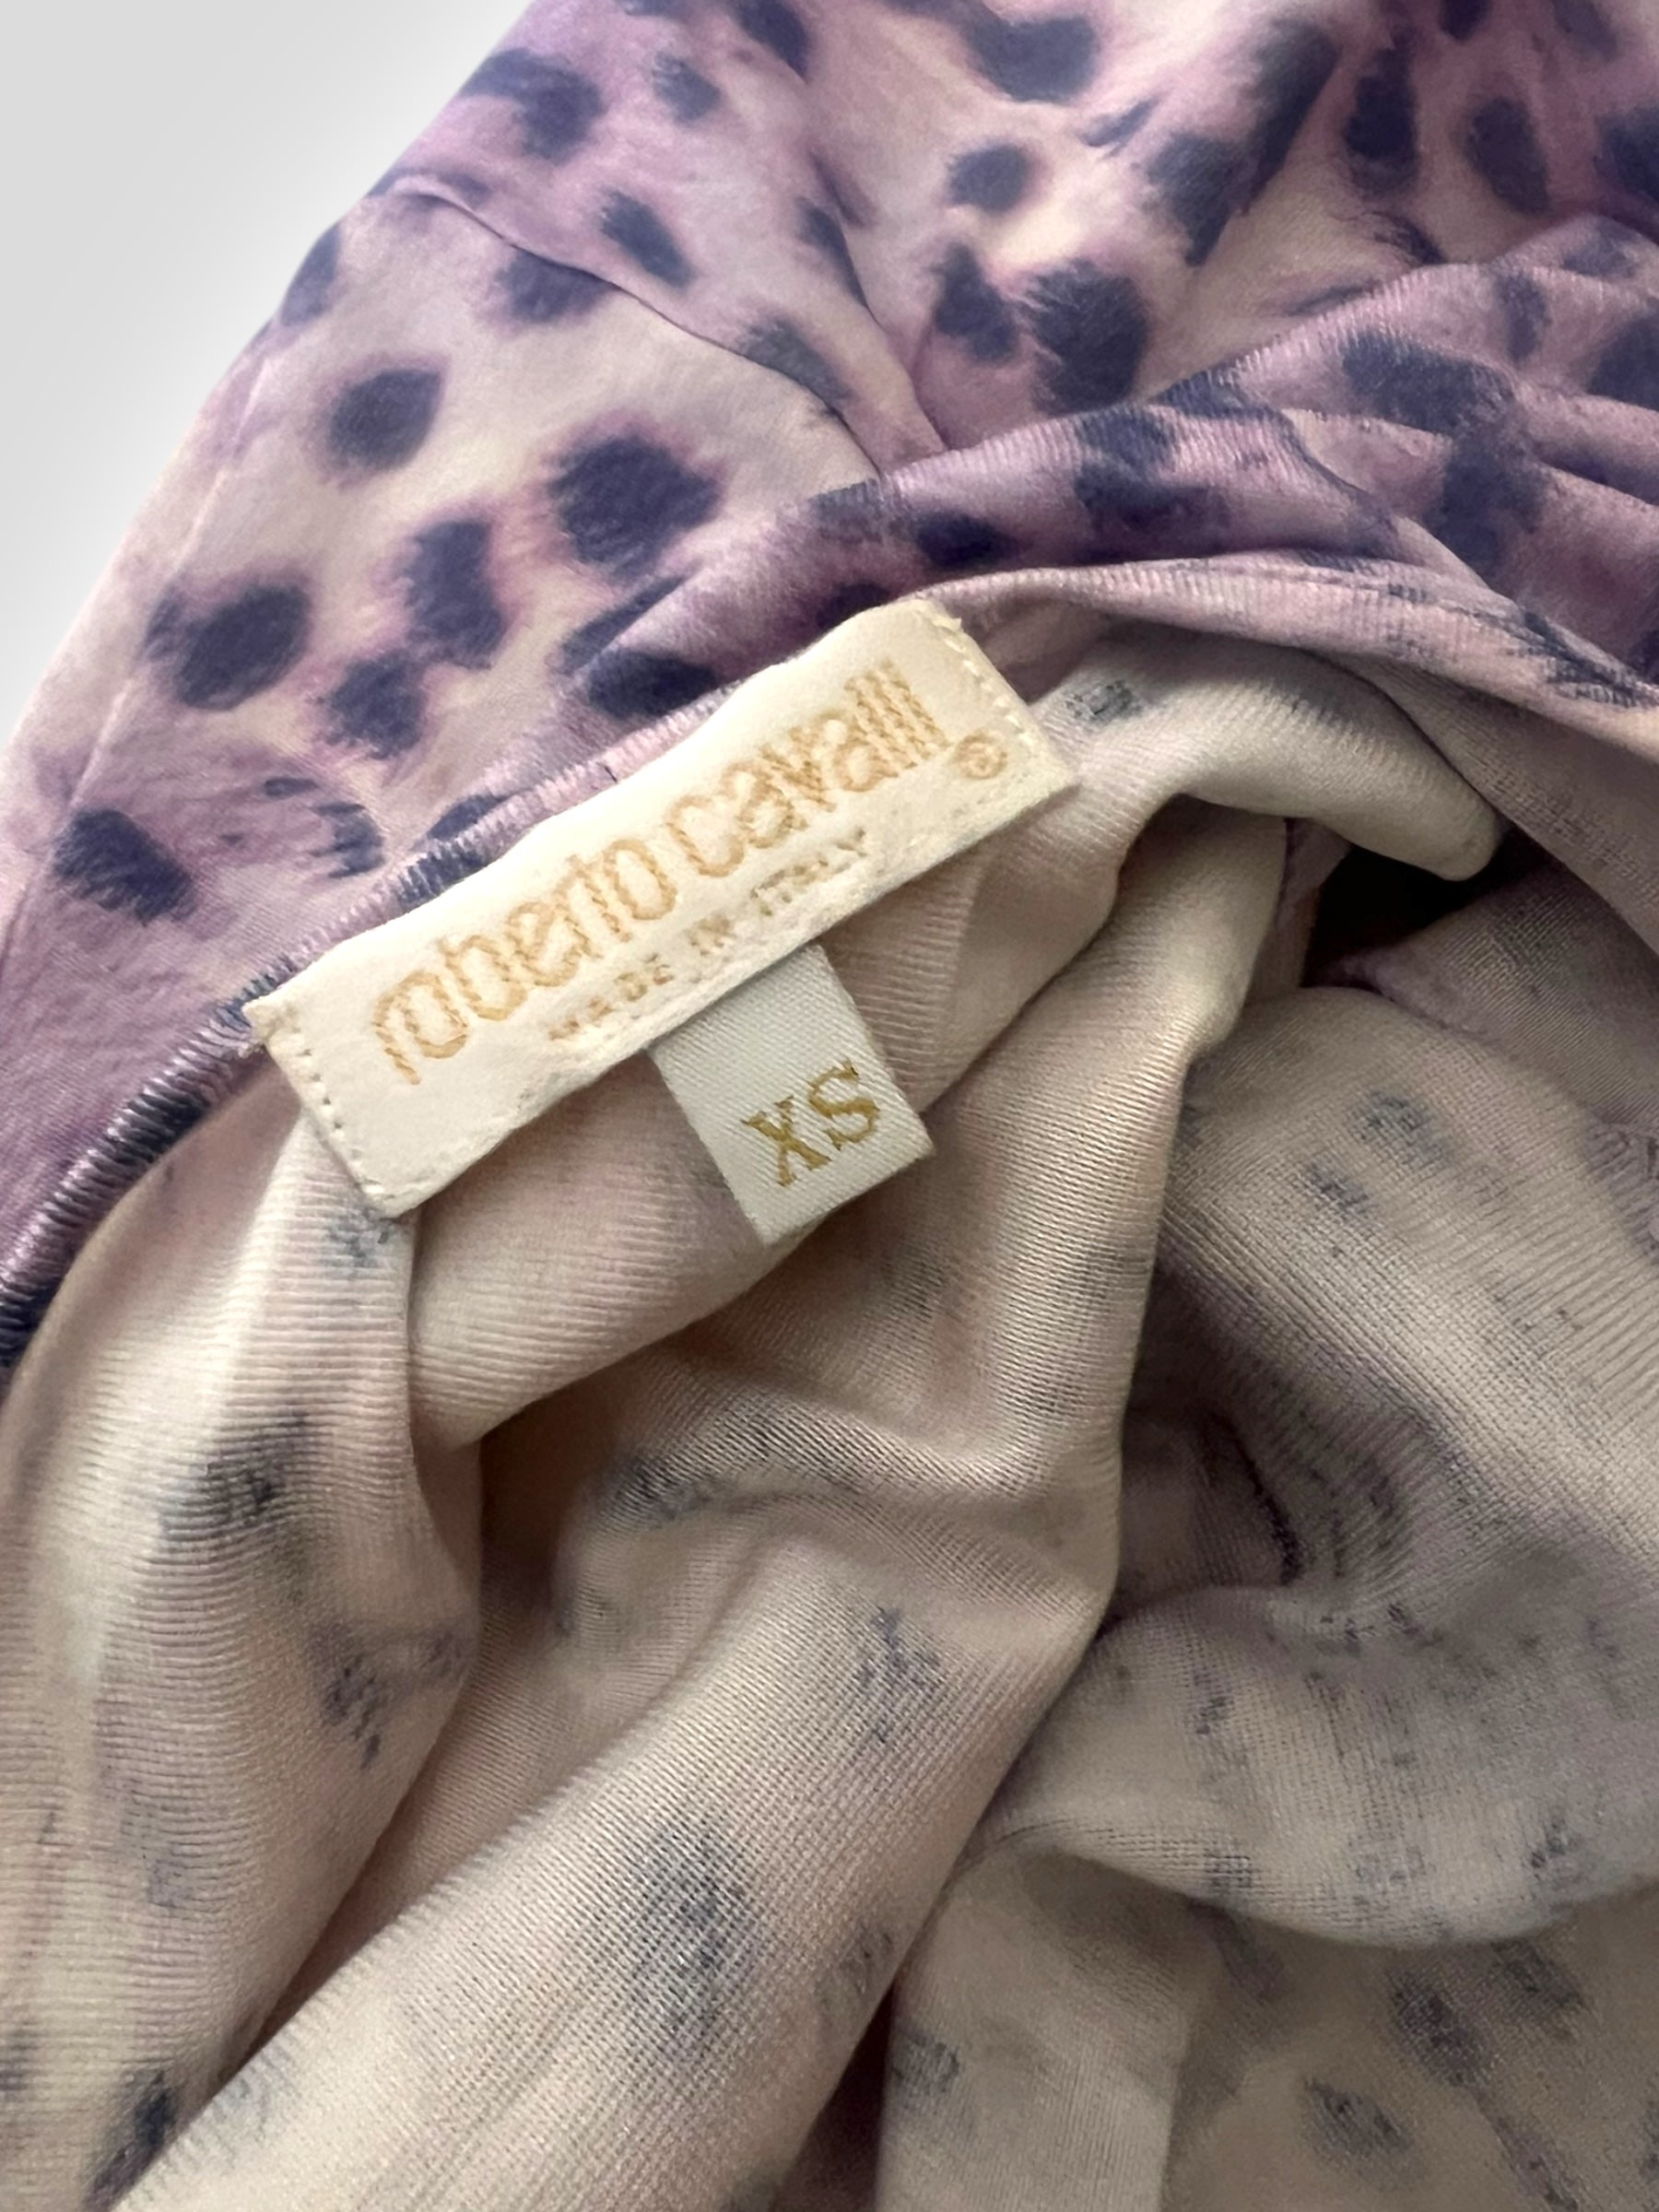 roberto cavalli ®
MADE IN ITALY
XS